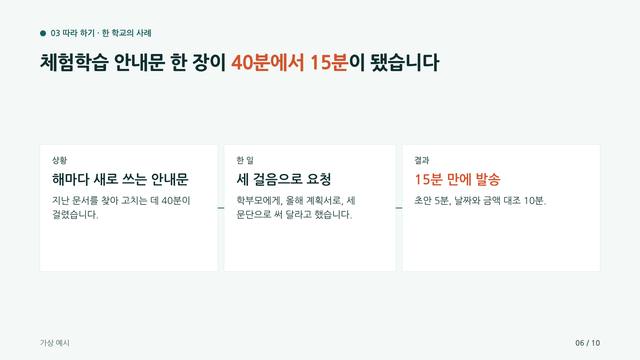 03 따라 하기 · 한 학교의 사례
체험학습 안내문 한 장이 40분에서 15분이 됐습니다
상황
해마다 새로 쓰는 안내문
지난 문서를 찾아 고치는 데 40분이
걸렸습니다.
한 일
세 걸음으로 요청
학부모에게, 올해 계획서로, 세
문단으로 써 달라고 했습니다.
결과
15분 만에 발송
초안 5분, 날짜와 금액 대조 10분.
가상 예시
06 / 10